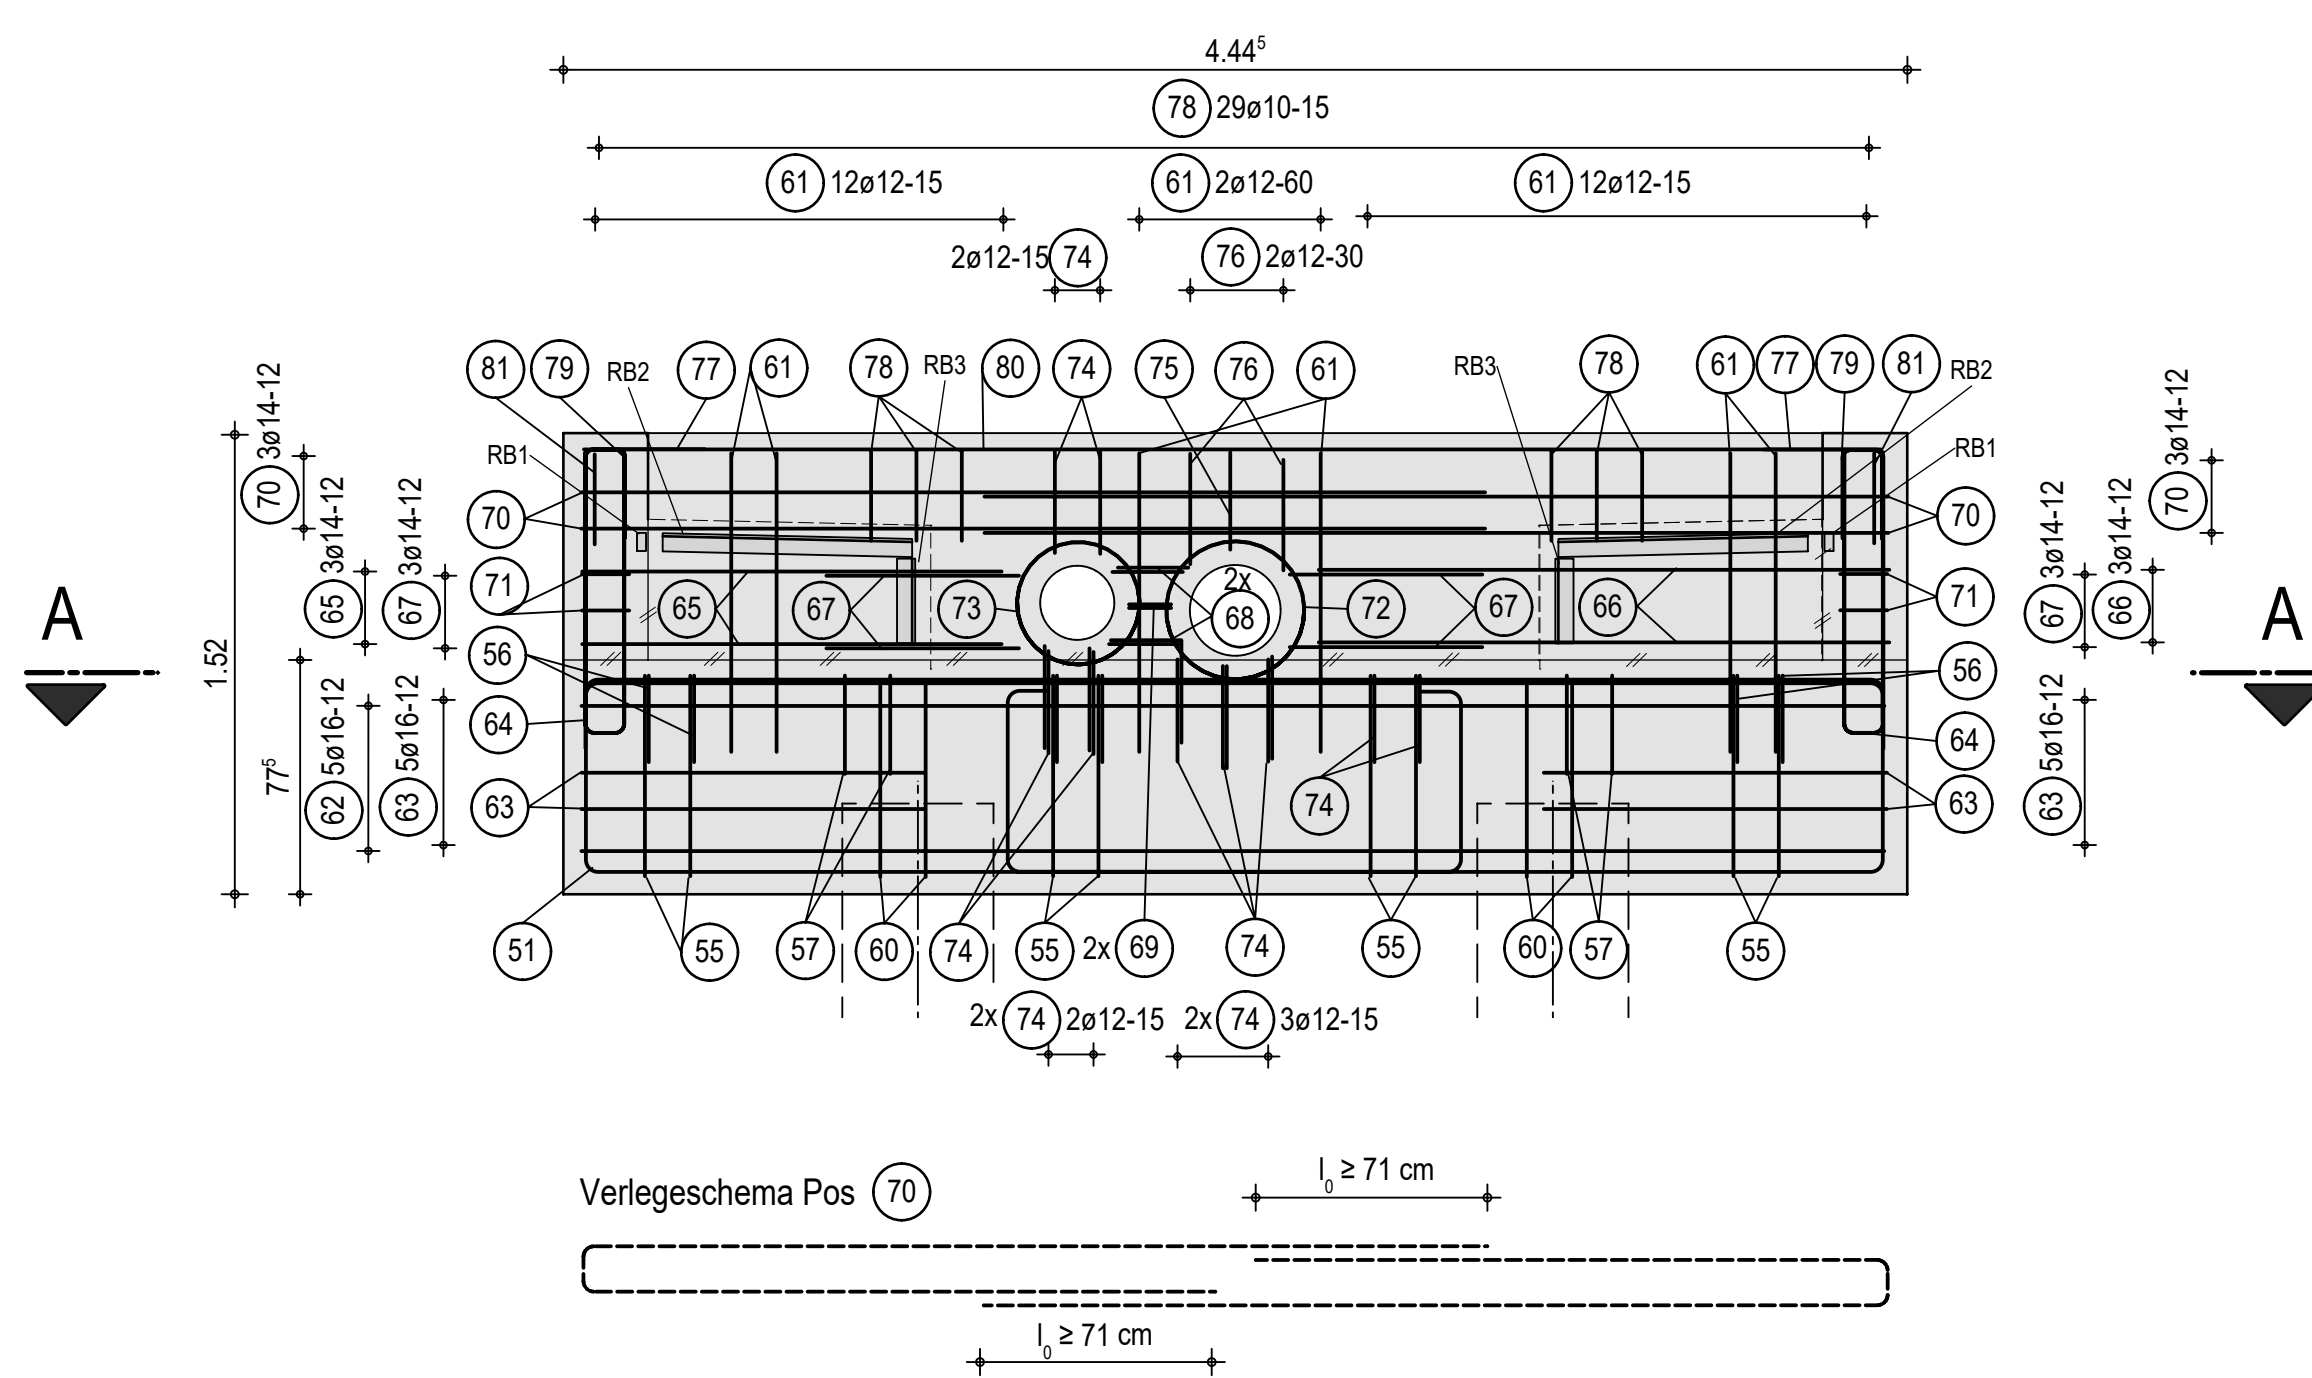 4.44⁵
78 29ø10-15
61 12ø12-15 61 2ø12-60 61 12ø12-15
2ø12-15 74 76 2ø12-30
81 79 RB2 77 61 78 RB3 80 74 75 76 61 RB3 78 61 77 79 81 RB2
RB1 RB1
70 3ø14-12
65 3ø14-12
67 3ø14-12
70 3ø14-12
67 3ø14-12
66 3ø14-12
70 70
71 71
65 67 73 2x 68 72 67 66
A A
56 56
1.52
77⁵
62 5ø16-12
63 5ø16-12
63 5ø16-12
64 64
63 74 63
51 55 57 60 74 55 2x 69 74 55 60 57 55
2x 74 2ø12-15 2x 74 3ø12-15
Verlegeschema Pos 70
l₀ ≥ 71 cm
l₀ ≥ 71 cm